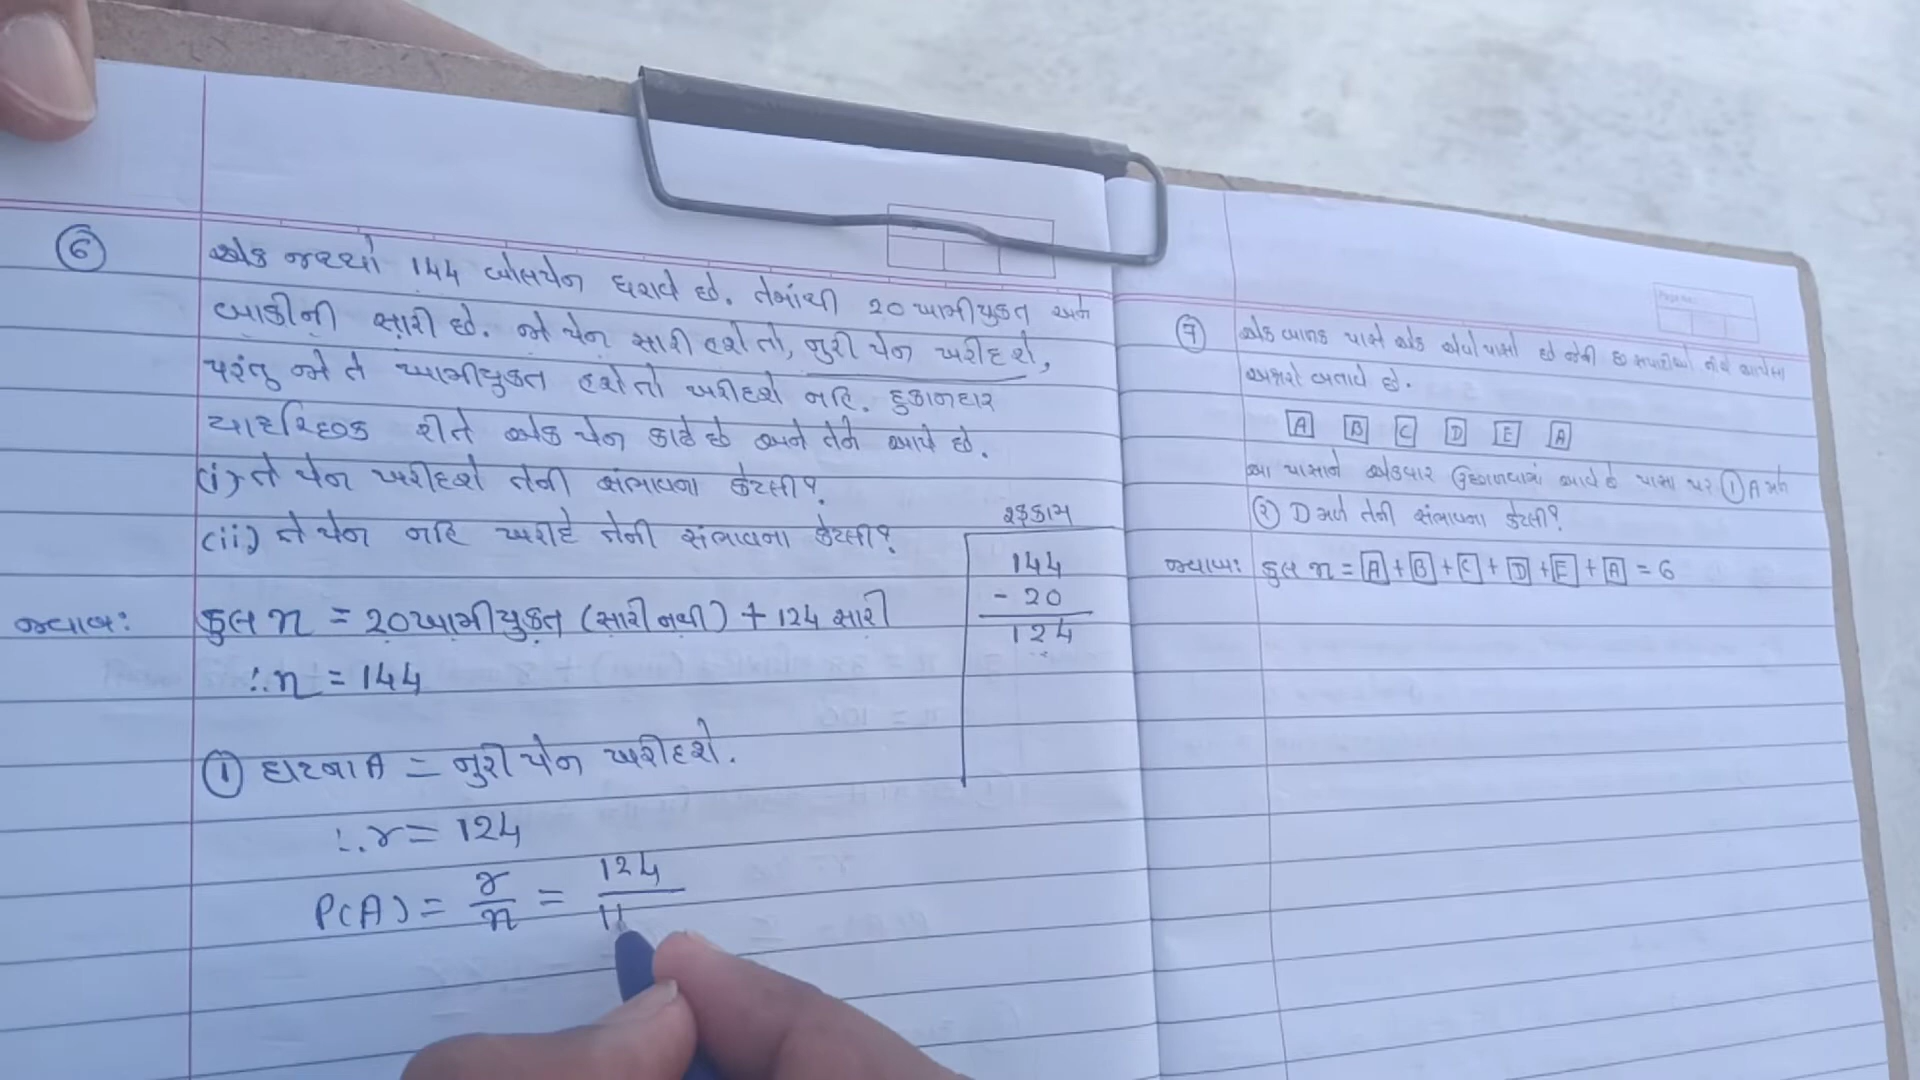 ⑥ એક જથ્થો 144 બોલપેન ધરાવે છે. તેમાંથી 20 ખામીયુક્ત અને
બાકીની સારી છે. જો પેન સારી હશે તો, નુરી પેન ખરીદશે,
પરંતુ જો તે ખામીયુક્ત હશે તો ખરીદશે નહિ. દુકાનદાર
યાદચ્છિક રીતે એક પેન કાઢે છે અને તેને આપે છે.
(i) તે પેન ખરીદશે તેની સંભાવના કેટલી?
(ii) તે પેન નહિ ખરીદે તેની સંભાવના કેટલી?
રફકામ
144
- 20
124
જવાબ: કુલ n = 20 ખામીયુક્ત (સારી નથી) + 124 સારી
∴ n = 144
① ઘટના A = નુરી પેન ખરીદશે.
∴ r = 124
P(A) = r/n = 124/1
⑦ એક બાળક પાસે એક એવો પાસો છે જેની છ સપાટીઓ નીચે આપેલા
અક્ષરો બતાવે છે.
A B C D E A
આ પાસાને એકવાર ઉછાળવામાં આવે છે પાસા પર ① A મળે
② D મળે તેની સંભાવના કેટલી?
જવાબ: કુલ n = A + B + C + D + E + A = 6